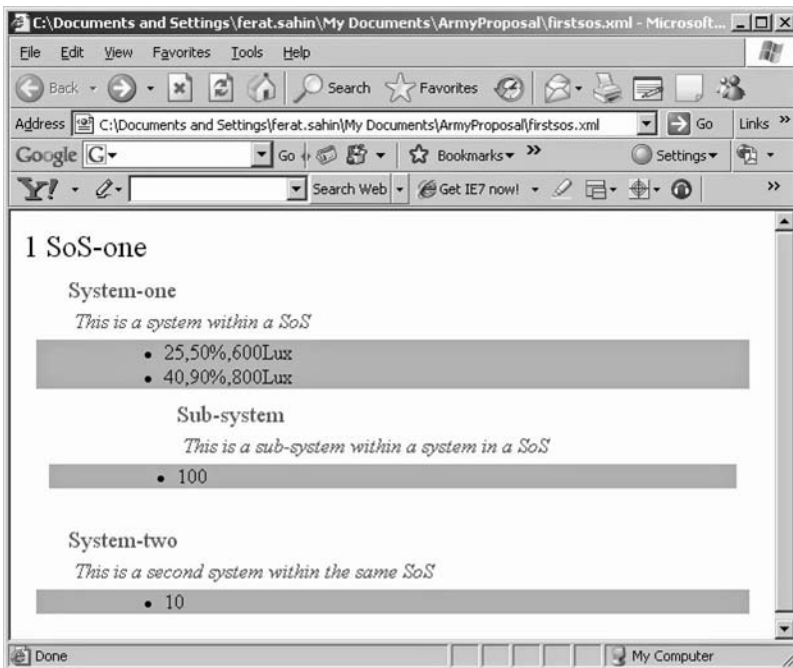 C:\Documents and Settings\ferat.sahin\My Documents\ArmyProposal\firstsos.xml - Microsoft...
File Edit View Favorites Tools Help
Back Search Favorites
Address C:\Documents and Settings\ferat.sahin\My Documents\ArmyProposal\firstsos.xml Go Links »
Google G Go Bookmarks » Settings
Y! Search Web Get IE7 now! »
1 SoS-one
System-one
This is a system within a SoS
• 25,50%,600Lux
• 40,90%,800Lux
Sub-system
This is a sub-system within a system in a SoS
• 100
System-two
This is a second system within the same SoS
• 10
Done My Computer